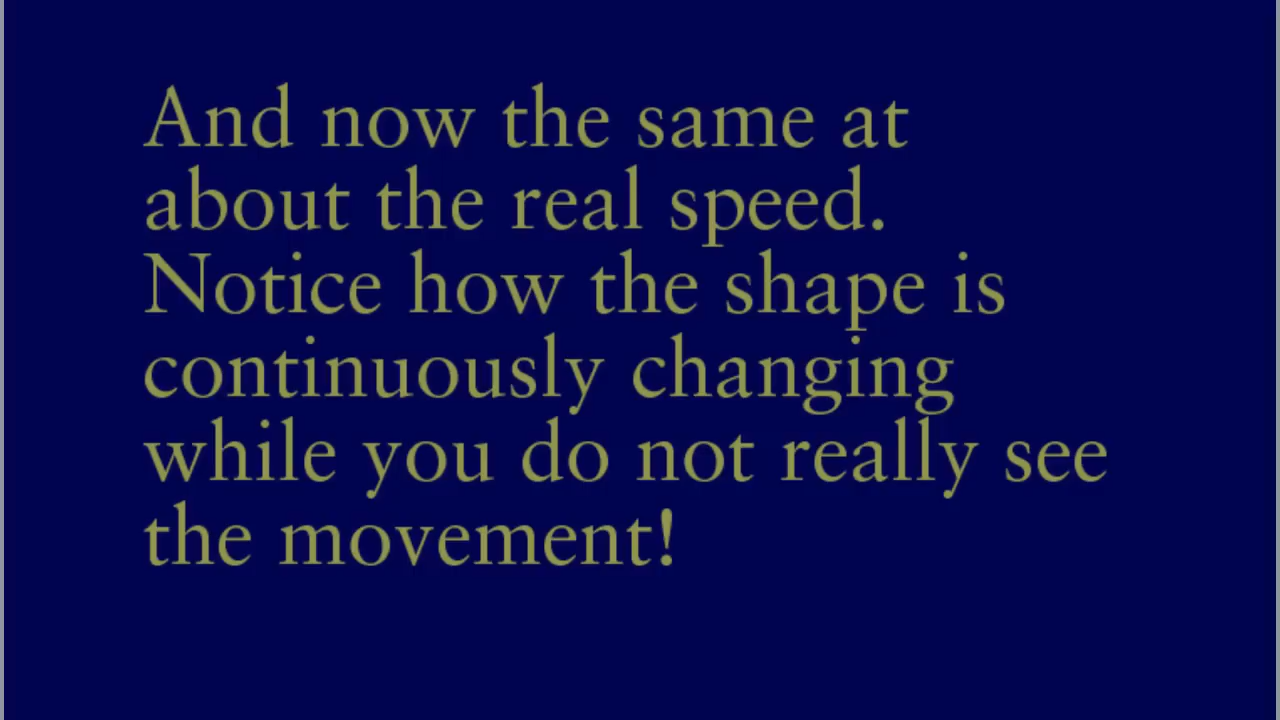 And now the same at
about the real speed.
Notice how the shape is
continuously changing
while you do not really see
the movement!